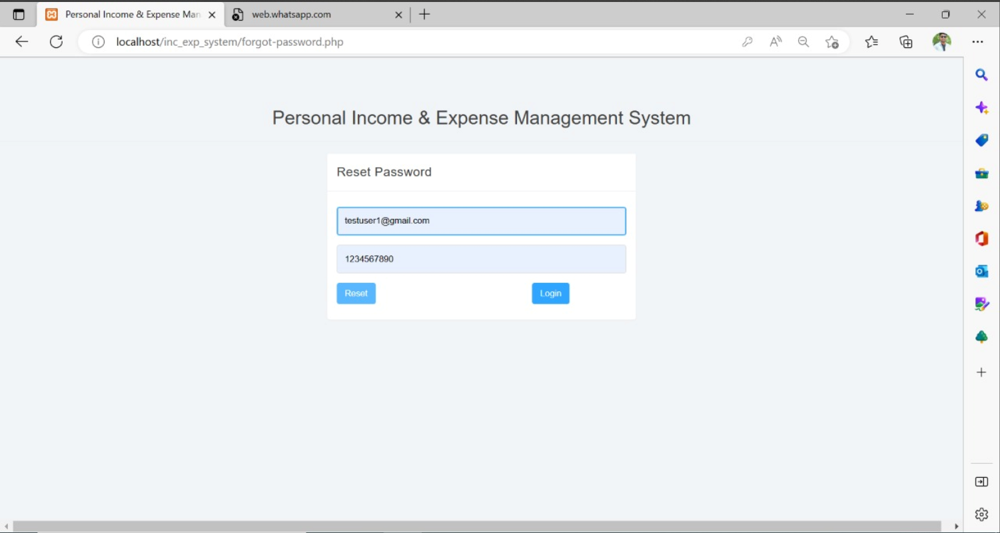 Personal Income & Expense Man
web.whatsapp.com
localhost/inc_exp_system/forgot-password.php
Personal Income & Expense Management System
Reset Password
testuser1@gmail.com
1234567890
Reset Login